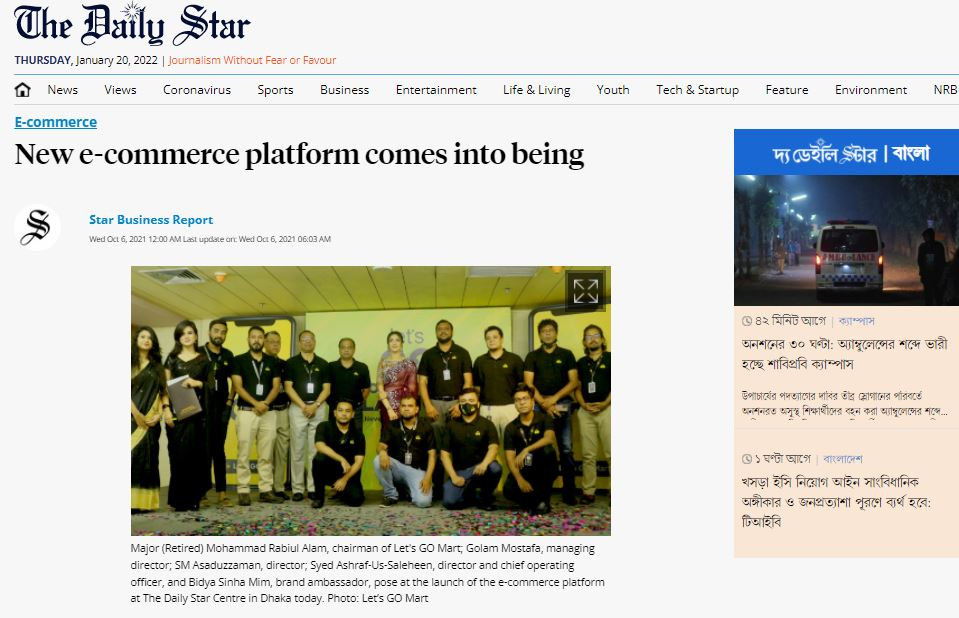 The Daily Star
THURSDAY, January 20, 2022 | Journalism Without Fear or Favour
News Views Coronavirus Sports Business Entertainment Life & Living Youth Tech & Startup Feature Environment NRB
E-commerce
New e-commerce platform comes into being
S
Star Business Report
Wed Oct 6, 2021 12:00 AM Last update on: Wed Oct 6, 2021 06:03 AM
Let's
GO
Major (Retired) Mohammad Rabiul Alam, chairman of Let's GO Mart; Golam Mostafa, managing
director; SM Asaduzzaman, director; Syed Ashraf-Us-Saleheen, director and chief operating
officer, and Bidya Sinha Mim, brand ambassador, pose at the launch of the e-commerce platform
at The Daily Star Centre in Dhaka today. Photo: Let's GO Mart
দ্য ডেইলি স্টার | বাংলা
AMBULANCE
৪২ মিনিট আগে | ক্যাম্পাস
অনশনের ৩০ ঘণ্টা: অ্যাম্বুলেন্সের শব্দে ভারী
হচ্ছে শাবিপ্রবি ক্যাম্পাস
উপাচার্যের পদত্যাগের দাবির তীব্র স্লোগানের পরিবর্তে
অনশনরত অসুস্থ শিক্ষার্থীদের বহন করা অ্যাম্বুলেন্সের শব্দে...
১ ঘণ্টা আগে | বাংলাদেশ
খসড়া ইসি নিয়োগ আইন সাংবিধানিক
অঙ্গীকার ও জনপ্রত্যাশা পূরণে ব্যর্থ হবে:
টিআইবি